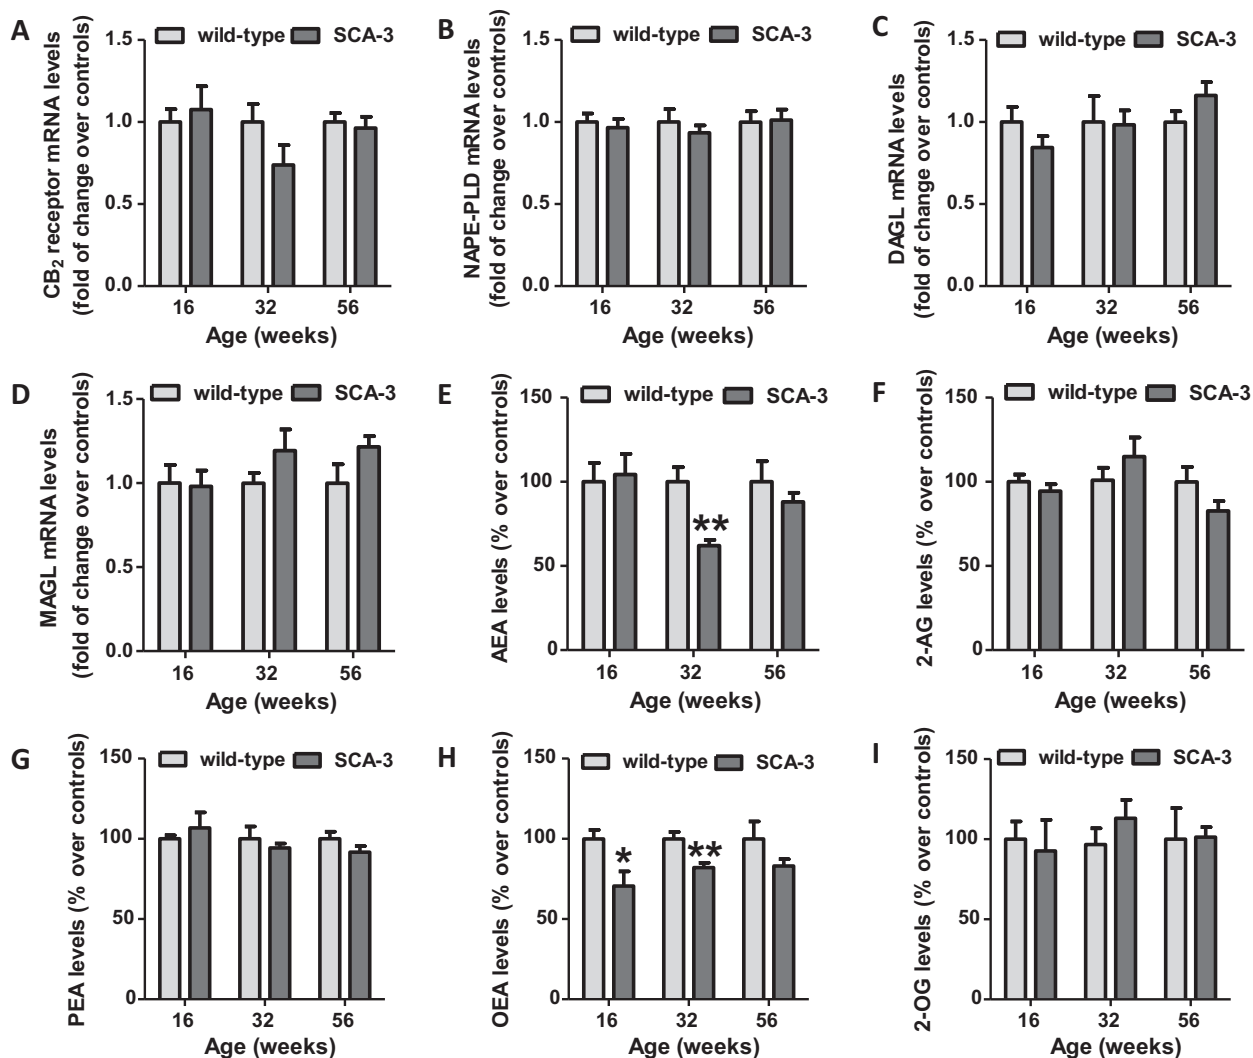 A
CB2 receptor mRNA levels
(fold of change over controls)
wild-type SCA-3
1.5
1.0
0.5
0.0
16 32 56
Age (weeks)
B
NAPE-PLD mRNA levels
(fold of change over controls)
wild-type SCA-3
1.5
1.0
0.5
0.0
16 32 56
Age (weeks)
C
DAGL mRNA levels
(fold of change over controls)
wild-type SCA-3
1.5
1.0
0.5
0.0
16 32 56
Age (weeks)
D
MAGL mRNA levels
(fold of change over controls)
wild-type SCA-3
1.5
1.0
0.5
0.0
16 32 56
Age (weeks)
E
AEA levels (% over controls)
wild-type SCA-3
150
100
50
0
**
16 32 56
Age (weeks)
F
2-AG levels (% over controls)
wild-type SCA-3
150
100
50
0
16 32 56
Age (weeks)
G
PEA levels (% over controls)
wild-type SCA-3
150
100
50
0
16 32 56
Age (weeks)
H
OEA levels (% over controls)
wild-type SCA-3
150
100
50
0
* **
16 32 56
Age (weeks)
I
2-OG levels (% over controls)
wild-type SCA-3
150
100
50
0
16 32 56
Age (weeks)